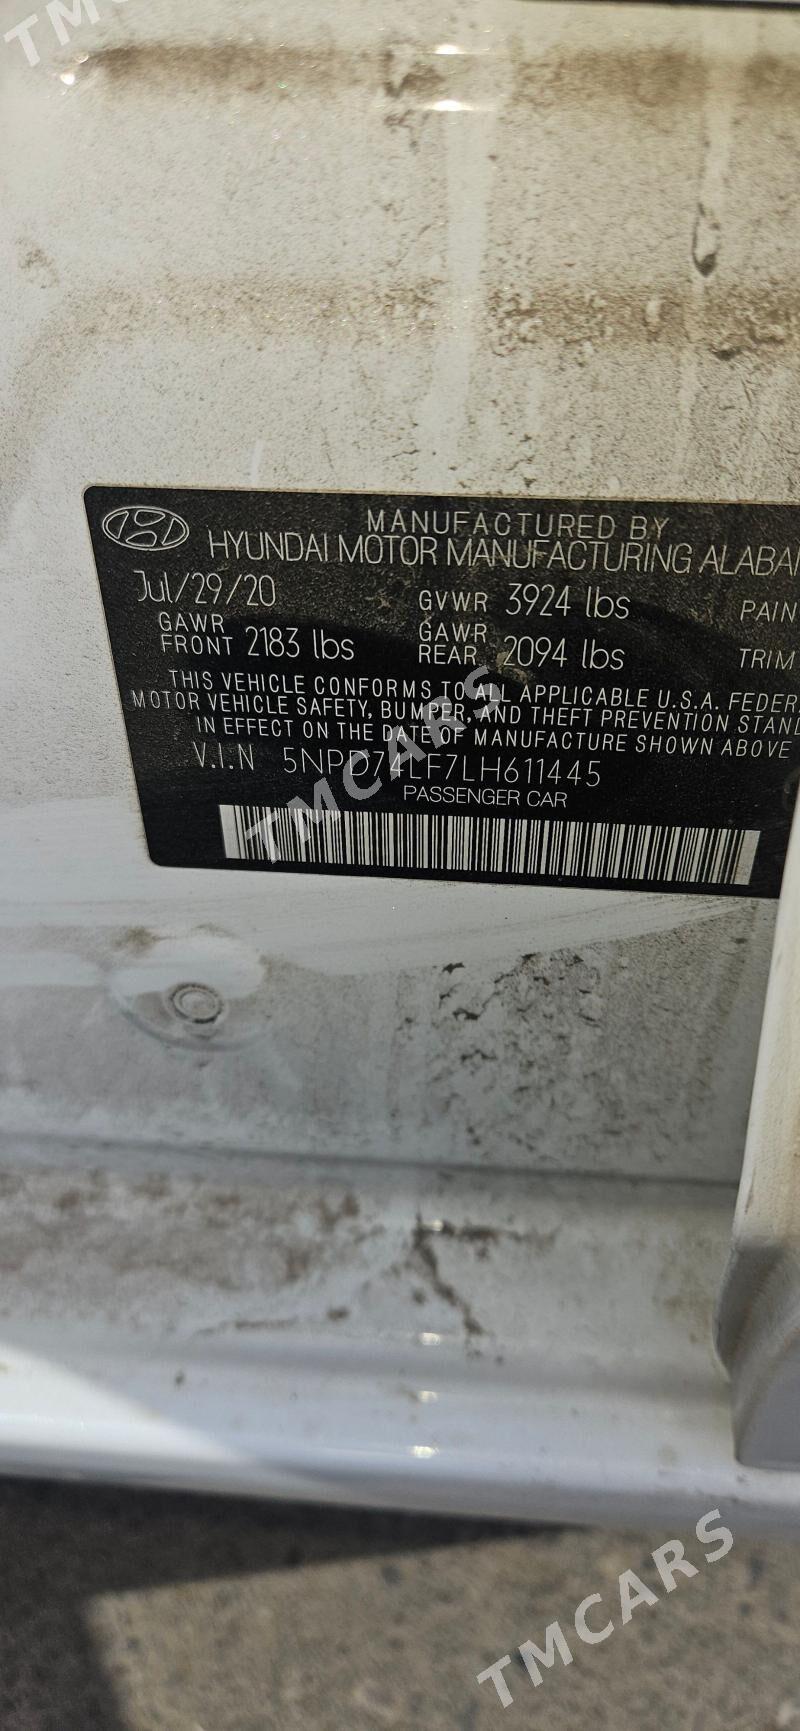 TMC
MANUFACTURED BY
HYUNDAI MOTOR MANUFACTURING ALABAM
Jul/29/20
GVWR 3924 lbs
PAIN
GAWR FRONT 2183 lbs
GAWR REAR 2094 lbs
TRIM
THIS VEHICLE CONFORMS TO ALL APPLICABLE U.S.A. FEDER
MOTOR VEHICLE SAFETY, BUMPER, AND THEFT PREVENTION STAND
IN EFFECT ON THE DATE OF MANUFACTURE SHOWN ABOVE
V.I.N 5NPD74LF7LH611445
PASSENGER CAR
TMCARS
TMCARS